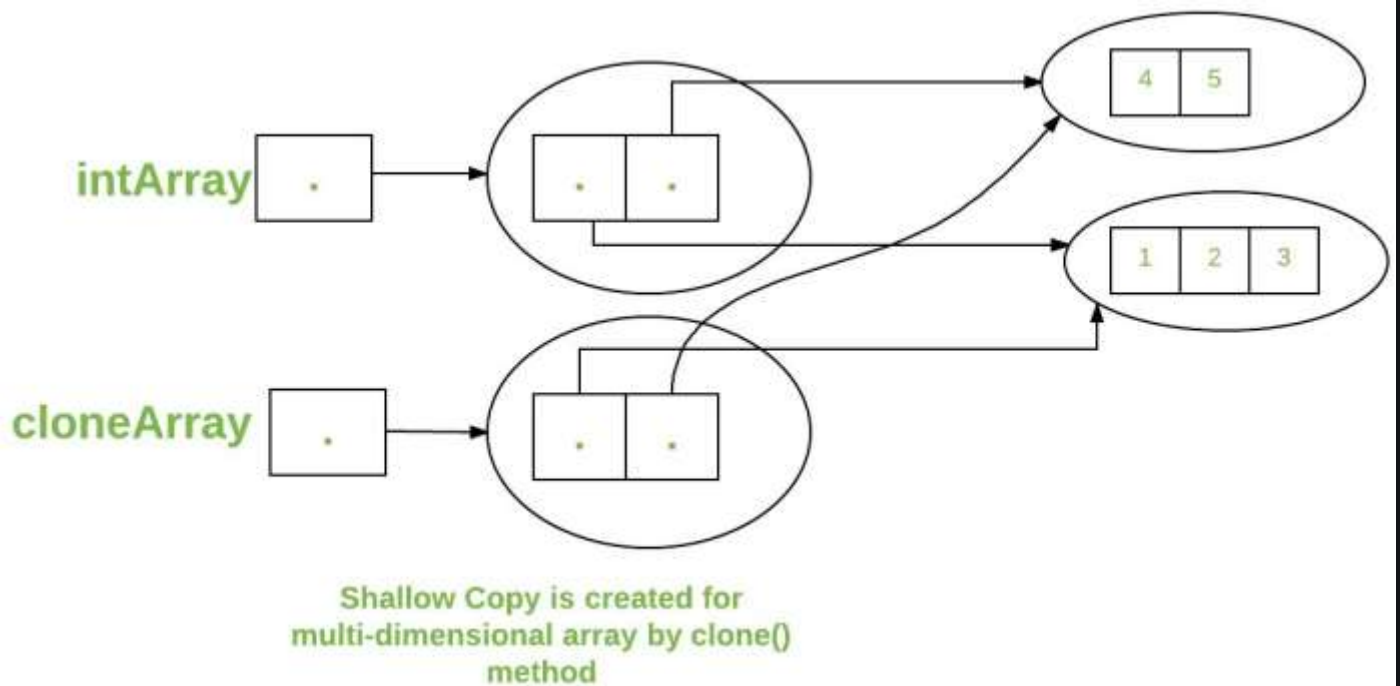 4 5
intArray
1 2 3
cloneArray
Shallow Copy is created for
multi-dimensional array by clone()
method